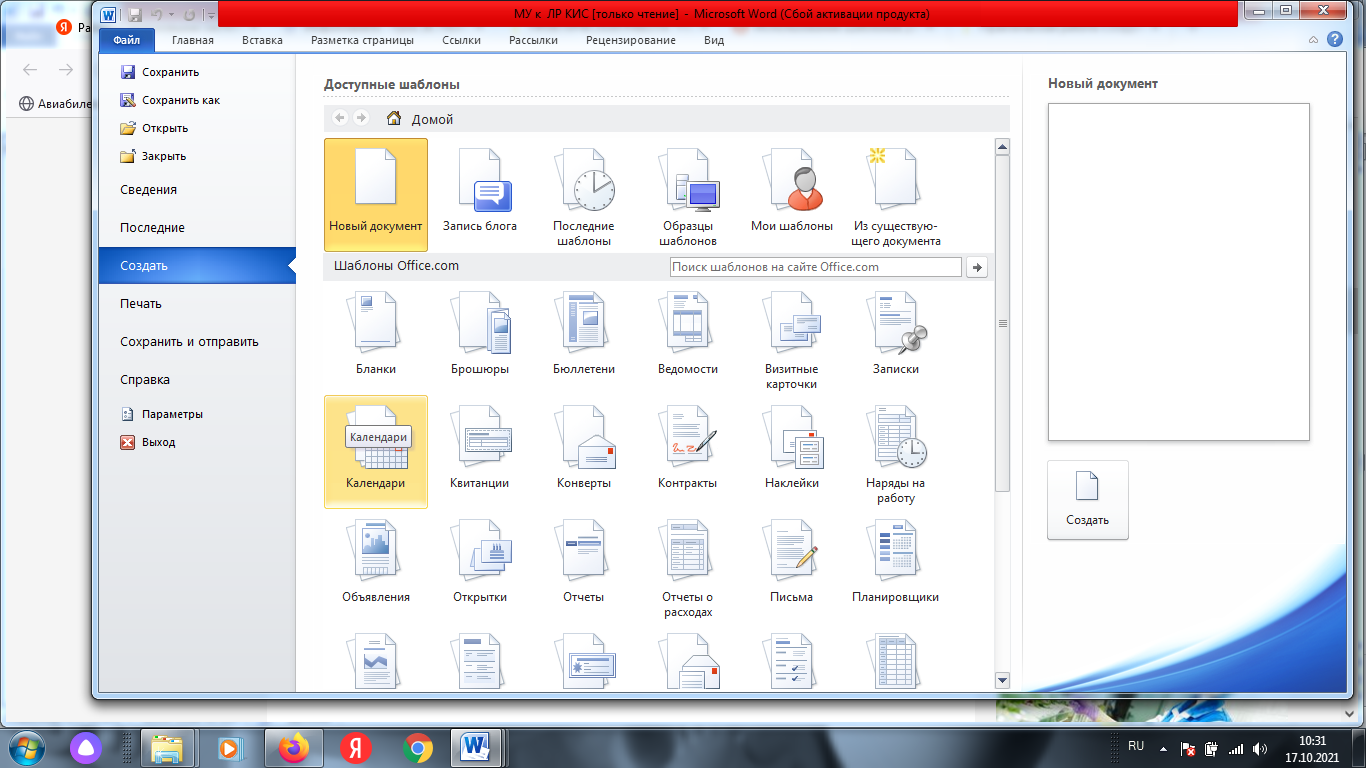 МУ к ЛР КИС [только чтение] - Microsoft Word (Сбой активации продукта)
Файл Главная Вставка Разметка страницы Ссылки Рассылки Рецензирование Вид
Сохранить
Сохранить как
Открыть
Закрыть
Сведения
Последние
Создать
Печать
Сохранить и отправить
Справка
Параметры
Выход
Доступные шаблоны
Домой
Новый документ
Запись блога
Последние
шаблоны
Образцы
шаблонов
Мои шаблоны
Из существую-
щего документа
Шаблоны Office.com
Поиск шаблонов на сайте Office.com
Бланки
Брошюры
Бюллетени
Ведомости
Визитные
карточки
Записки
Календари
Календари
Квитанции
Конверты
Контракты
Наклейки
Наряды на
работу
Объявления
Открытки
Отчеты
Отчеты о
расходах
Письма
Планировщики
Новый документ
Создать
Я Ра
Авиабиле
W
Я
W
RU
10:31
17.10.2021